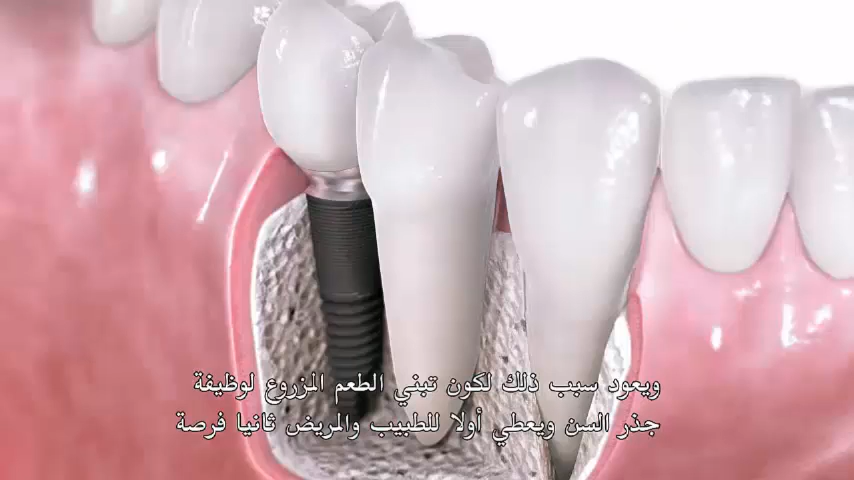 ويعود سبب ذلك لكون تبني الطعم المزروع لوظيفة
جذر السن ويعطي أولا للطبيب والمريض ثانيا فرصة